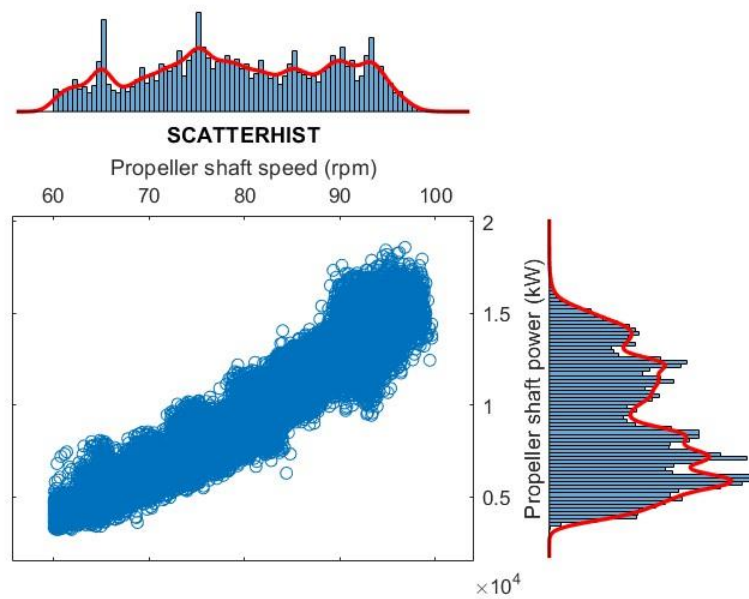 SCATTERHIST
Propeller shaft speed (rpm)
60 70 80 90 100
2
1.5
1
0.5
Propeller shaft power (kW)
×10⁴